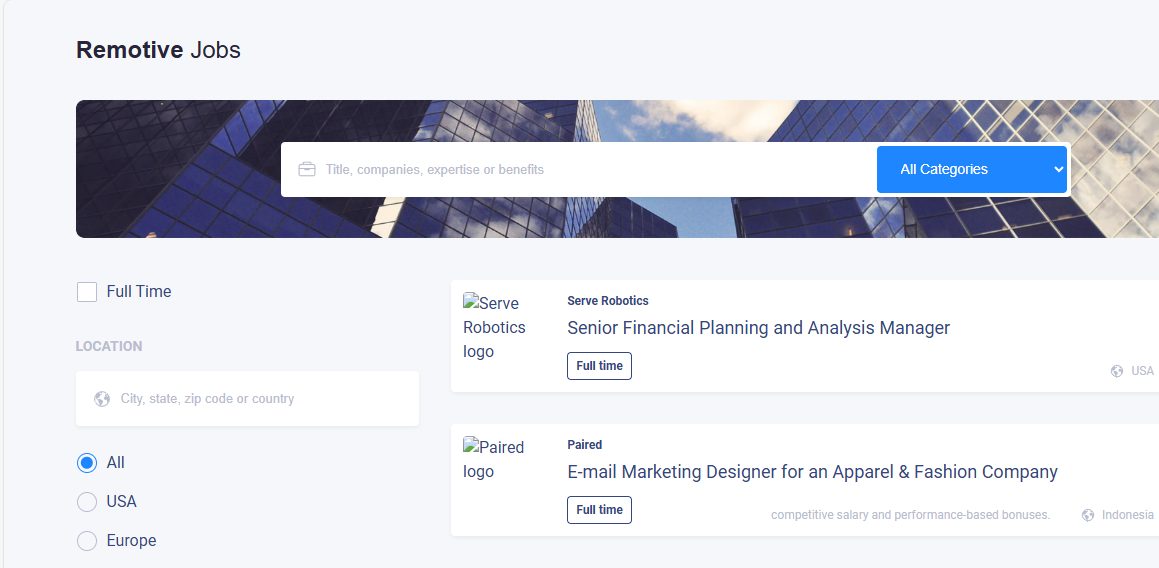 Remotive Jobs
Title, companies, expertise or benefits
All Categories
Full Time
LOCATION
City, state, zip code or country
All
USA
Europe
Serve
Robotics
logo
Serve Robotics
Senior Financial Planning and Analysis Manager
Full time
USA
Paired
logo
Paired
E-mail Marketing Designer for an Apparel & Fashion Company
Full time
competitive salary and performance-based bonuses.
Indonesia